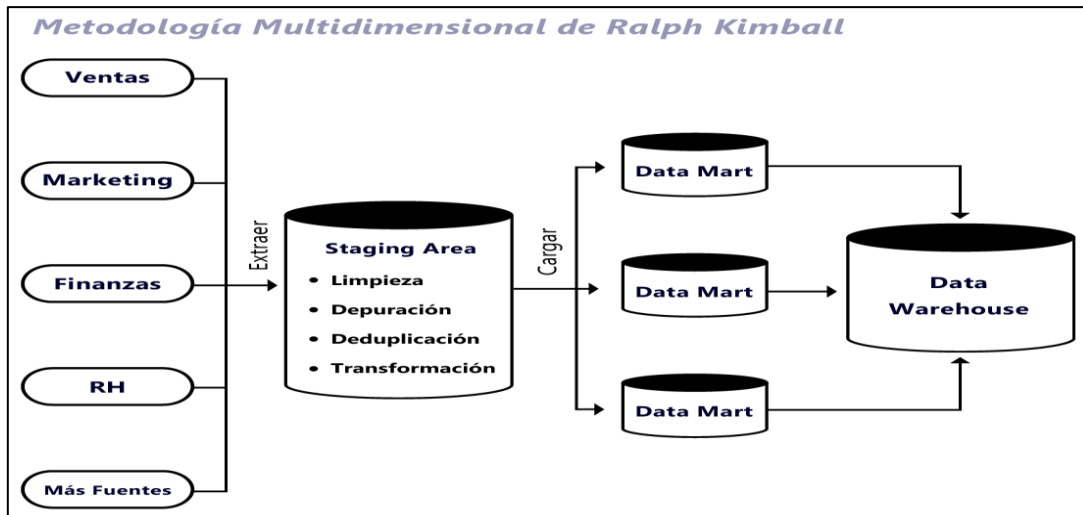 Metodología Multidimensional de Ralph Kimball
Ventas
Marketing
Finanzas
RH
Más Fuentes
Extraer
Staging Area
• Limpieza
• Depuración
• Deduplicación
• Transformación
Cargar
Data Mart
Data Mart
Data Mart
Data
Warehouse